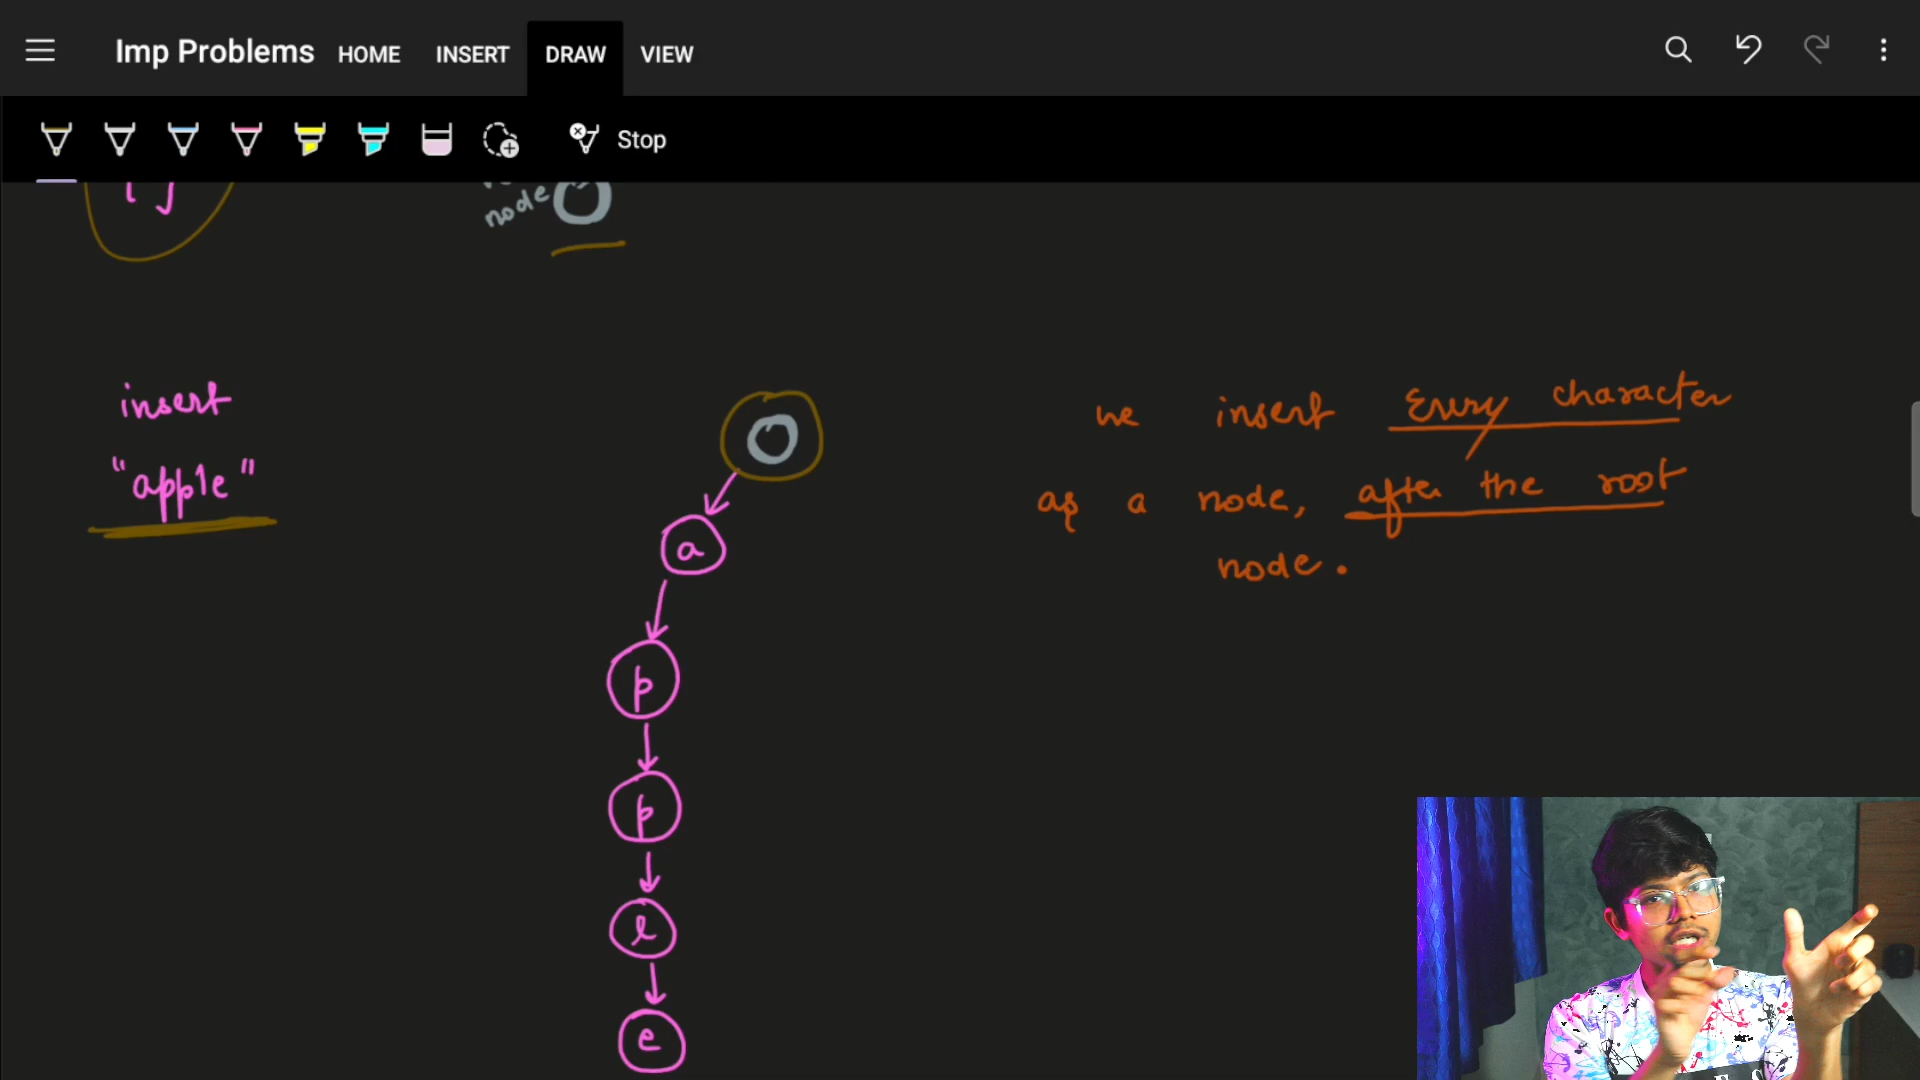 Imp Problems HOME INSERT DRAW VIEW
Stop
node
insert
"apple"
we insert Every character
as a node, after the root
node.
a
p
p
l
e